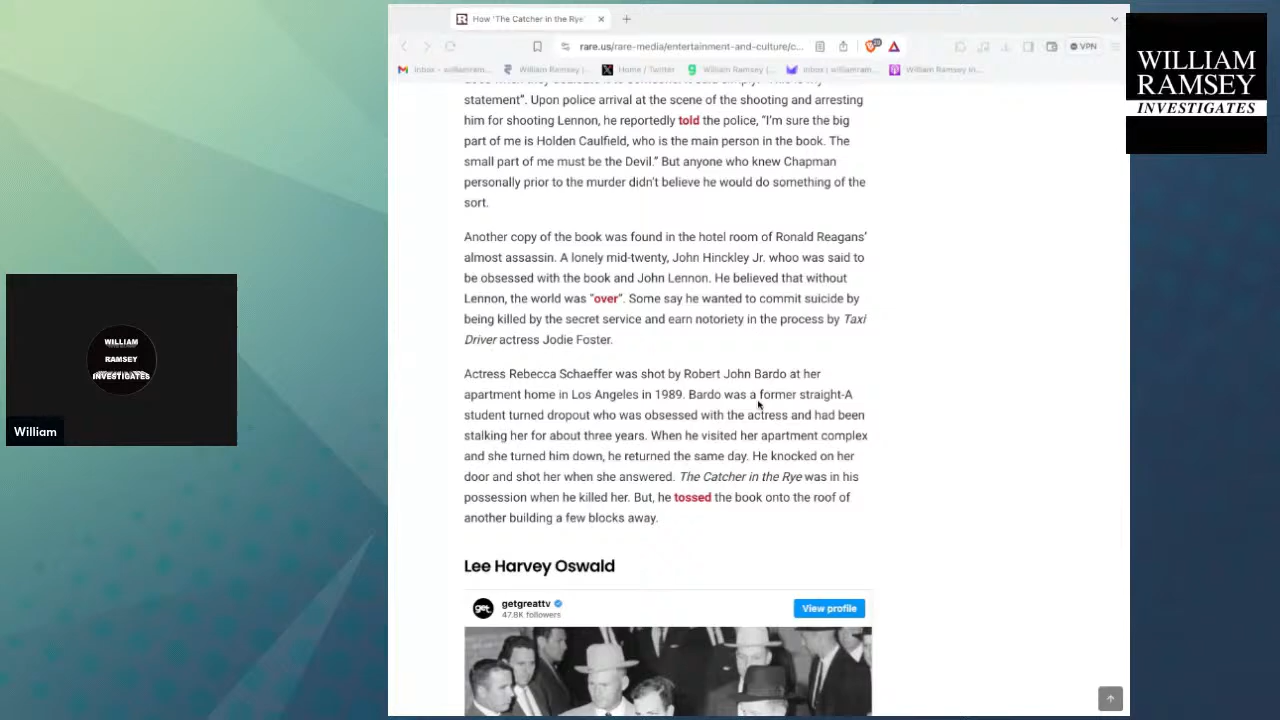 How 'The Catcher in the Rye'
rare.us/rare-media/entertainment-and-culture/c...
VPN
Inbox – williamram...
William Ramsey |...
Home / Twitter
William Ramsey |...
Inbox | williamram...
William Ramsey In...
WILLIAM
RAMSEY
INVESTIGATES
statement". Upon police arrival at the scene of the shooting and arresting
him for shooting Lennon, he reportedly told the police, "I'm sure the big
part of me is Holden Caulfield, who is the main person in the book. The
small part of me must be the Devil." But anyone who knew Chapman
personally prior to the murder didn't believe he would do something of the
sort.
Another copy of the book was found in the hotel room of Ronald Reagans'
almost assassin. A lonely mid-twenty, John Hinckley Jr. whoo was said to
be obsessed with the book and John Lennon. He believed that without
Lennon, the world was "over". Some say he wanted to commit suicide by
being killed by the secret service and earn notoriety in the process by Taxi
Driver actress Jodie Foster.
Actress Rebecca Schaeffer was shot by Robert John Bardo at her
apartment home in Los Angeles in 1989. Bardo was a former straight-A
student turned dropout who was obsessed with the actress and had been
stalking her for about three years. When he visited her apartment complex
and she turned him down, he returned the same day. He knocked on her
door and shot her when she answered. The Catcher in the Rye was in his
possession when he killed her. But, he tossed the book onto the roof of
another building a few blocks away.
Lee Harvey Oswald
get.
getgreattv
47.8K followers
View profile
WILLIAM
RAMSEY
INVESTIGATES
William